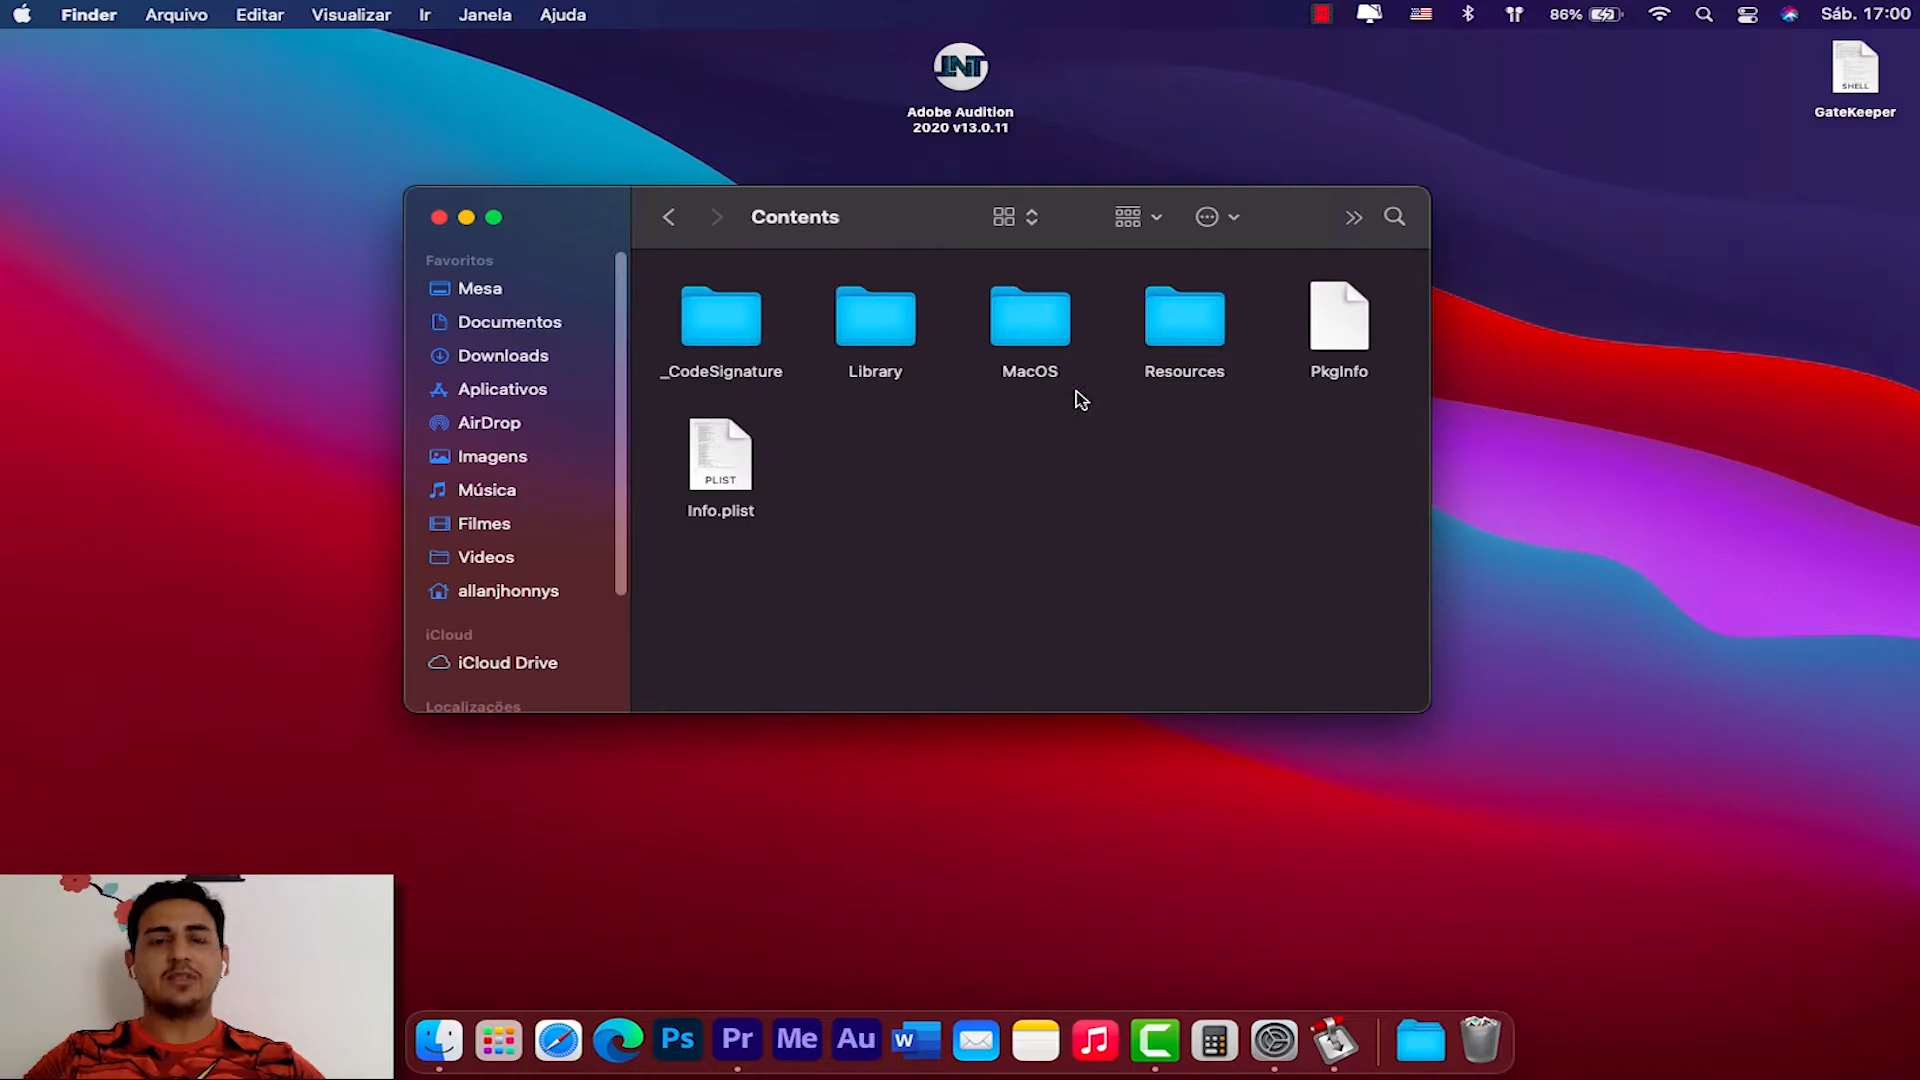 Finder Arquivo Editar Visualizar Ir Janela Ajuda 86% Sáb. 17:00
JNT
Adobe Audition
2020 v13.0.11
SHELL
GateKeeper
Contents
Favoritos
Mesa
Documentos
Downloads
Aplicativos
AirDrop
Imagens
Música
Filmes
Videos
allanjhonnys
iCloud
iCloud Drive
Localizações
_CodeSignature
Library
MacOS
Resources
PkgInfo
PLIST
Info.plist
Ps Pr Me Au W